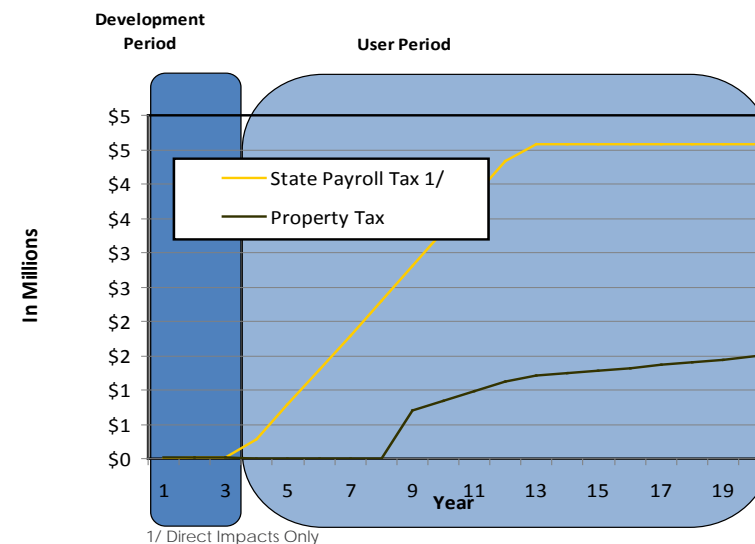 Development
Period
User Period
$5
$5
$4
$4
$3
$3
$2
$2
$1
$1
$0
State Payroll Tax 1/
Property Tax
In Millions
1 3 5 7 9 11 13 15 17 19
Year
1/ Direct Impacts Only